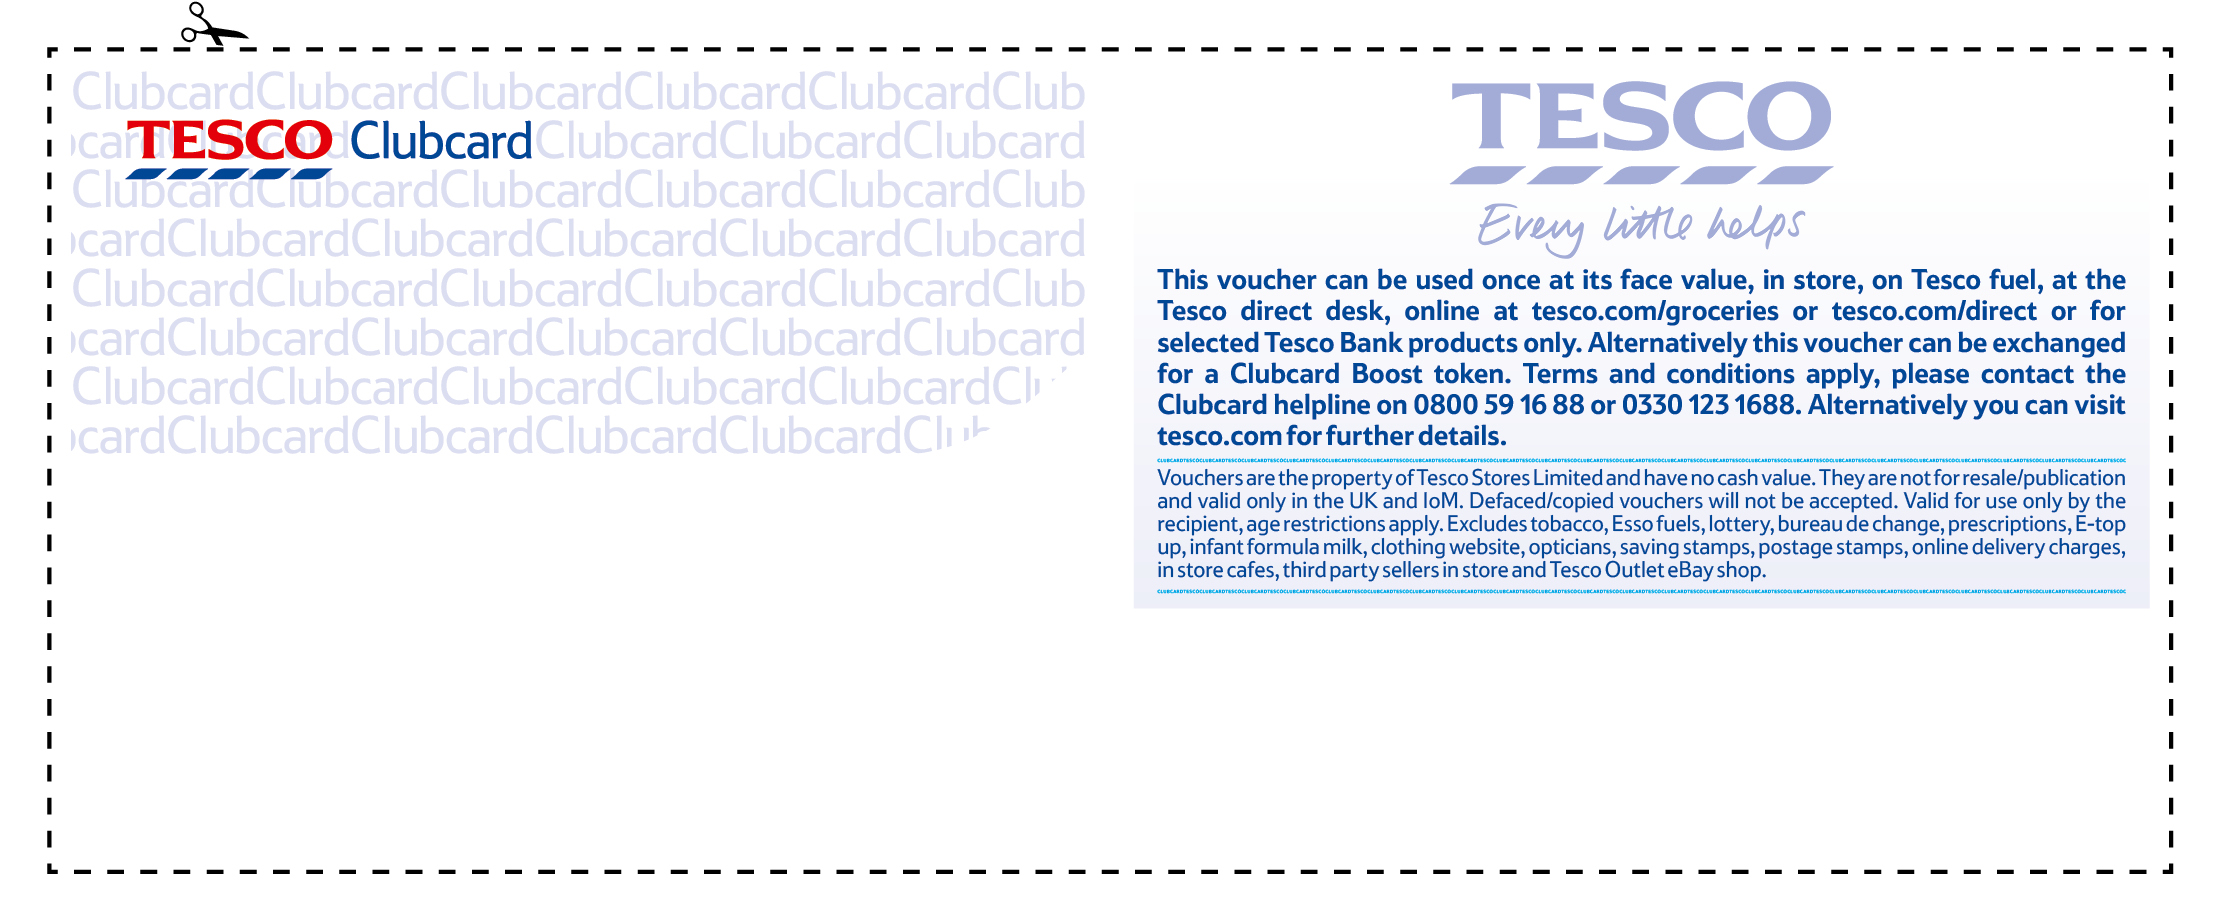 ClubcardClubcardClubcardClubcardClubcardClub
cardClubcardClubcardClubcard
TESCO Clubcard
ClubcardClubcardClubcardClubcardClubcardClub
cardClubcardClubcardClubcardClubcardClubcard
ClubcardClubcardClubcardClubcardClubcardClub
cardClubcardClubcardClubcardClubcardClubcard
ClubcardClubcardClubcardClubcardClubcardClu
cardClubcardClubcardClubcardClubcardClub
TESCO
Every little helps
This voucher can be used once at its face value, in store, on Tesco fuel, at the
Tesco direct desk, online at tesco.com/groceries or tesco.com/direct or for
selected Tesco Bank products only. Alternatively this voucher can be exchanged
for a Clubcard Boost token. Terms and conditions apply, please contact the
Clubcard helpline on 0800 59 16 88 or 0330 123 1688. Alternatively you can visit
tesco.com for further details.
Vouchers are the property of Tesco Stores Limited and have no cash value. They are not for resale/publication
and valid only in the UK and IoM. Defaced/copied vouchers will not be accepted. Valid for use only by the
recipient, age restrictions apply. Excludes tobacco, Esso fuels, lottery, bureau de change, prescriptions, E-top
up, infant formula milk, clothing website, opticians, saving stamps, postage stamps, online delivery charges,
in store cafes, third party sellers in store and Tesco Outlet eBay shop.